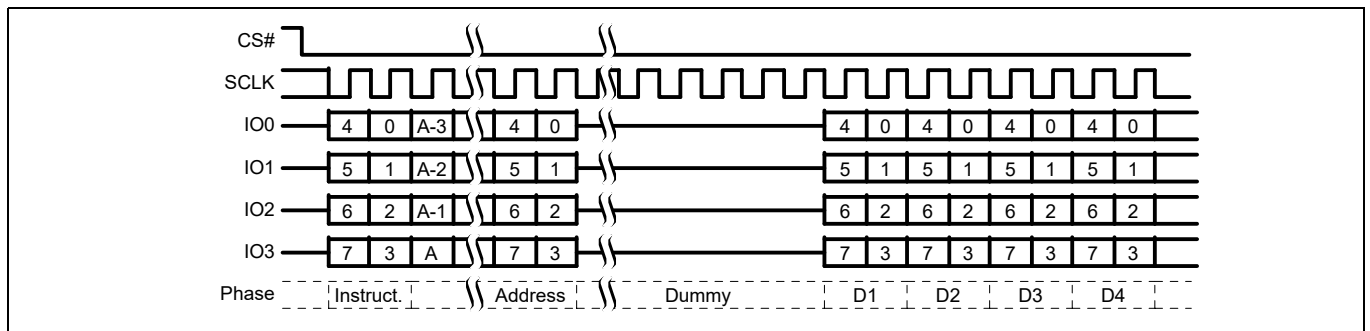 CS#
SCLK
IO0 4 0 A-3 4 0 4 0 4 0 4 0 4 0
IO1 5 1 A-2 5 1 5 1 5 1 5 1 5 1
IO2 6 2 A-1 6 2 6 2 6 2 6 2 6 2
IO3 7 3 A 7 3 7 3 7 3 7 3 7 3
Phase Instruct. Address Dummy D1 D2 D3 D4